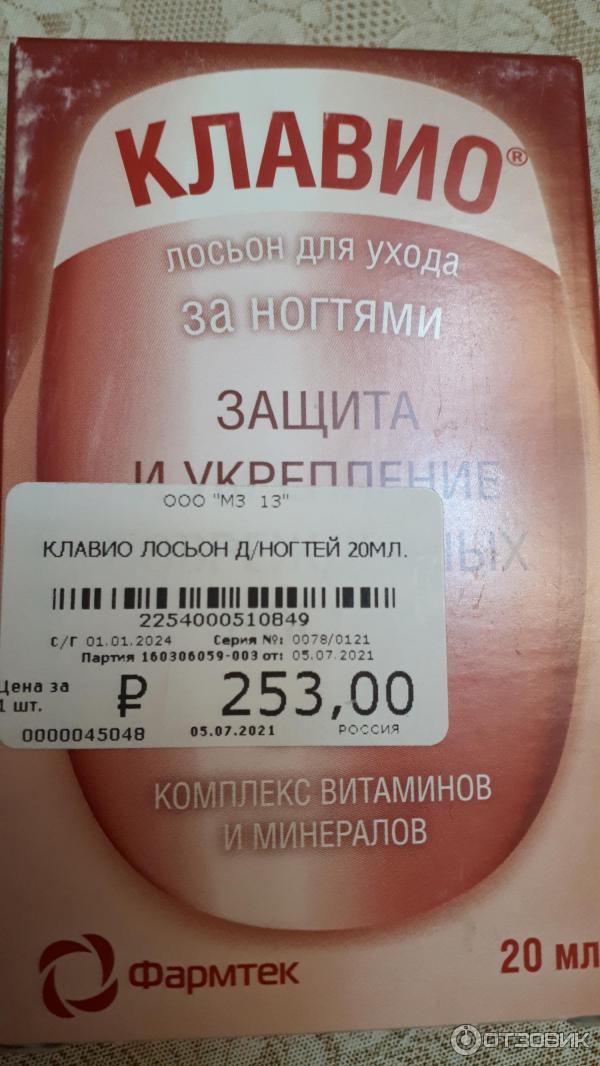 КЛАВИО®
лосьон для ухода
за ногтями
ЗАЩИТА
И УКРЕПЛЕНИЕ
ООО "МЗ 13"
КЛАВИО ЛОСЬОН Д/НОГТЕЙ 20МЛ.
2254000510849
С/Г 01.01.2024 Серия №: 0078/0121
Партия 160306059-003 от: 05.07.2021
Цена за
1 шт. ₽ 253,00
0000045048 05.07.2021 РОССИЯ
КОМПЛЕКС ВИТАМИНОВ
И МИНЕРАЛОВ
Фармтек 20 мл
ОТЗОВИК